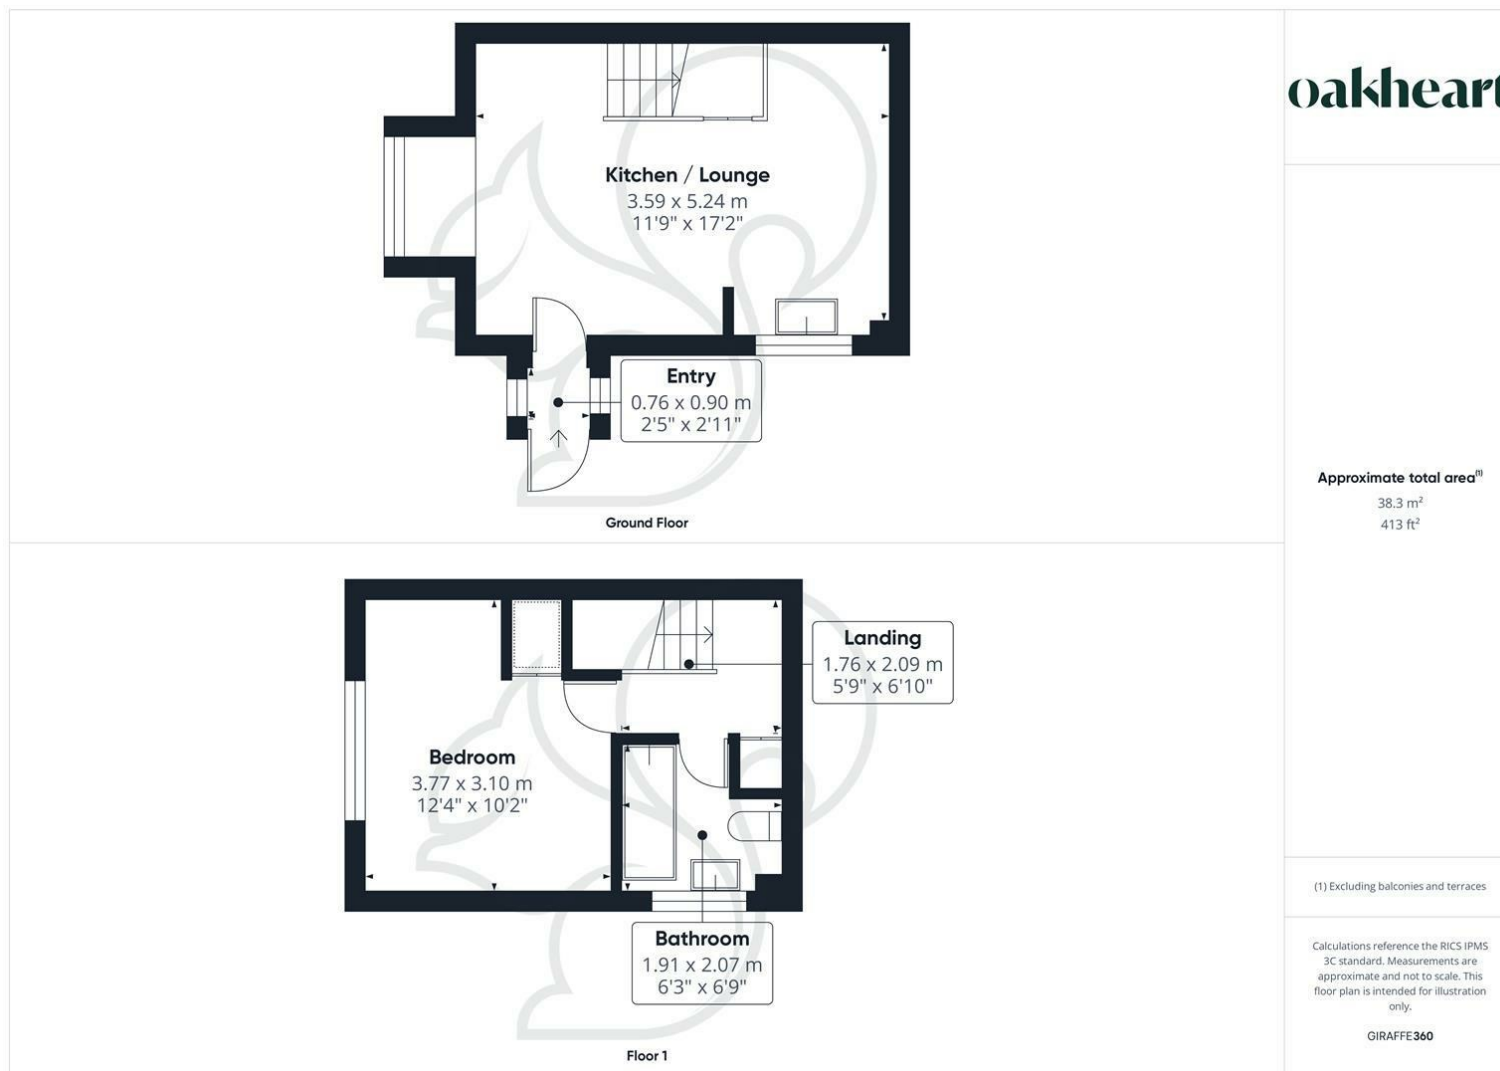 Kitchen / Lounge
3.59 x 5.24 m
11'9" x 17'2"
Entry
0.76 x 0.90 m
2'5" x 2'11"
Ground Floor
Landing
1.76 x 2.09 m
5'9" x 6'10"
Bedroom
3.77 x 3.10 m
12'4" x 10'2"
Bathroom
1.91 x 2.07 m
6'3" x 6'9"
Floor 1
oakheart
Approximate total area⁽¹⁾
38.3 m²
413 ft²
(1) Excluding balconies and terraces
Calculations reference the RICS IPMS
3C standard. Measurements are
approximate and not to scale. This
floor plan is intended for illustration
only.
GIRAFFE360